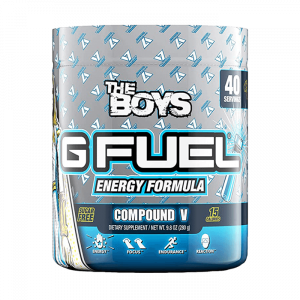 THE
BOYS
40
SERVINGS
G FUEL
ENERGY FORMULA
SUGAR
FREE
COMPOUND V
15
CALORIES
DIETARY SUPPLEMENT / NET WT. 9.8 OZ (280 g)
ENERGY
FOCUS
ENDURANCE
REACTION